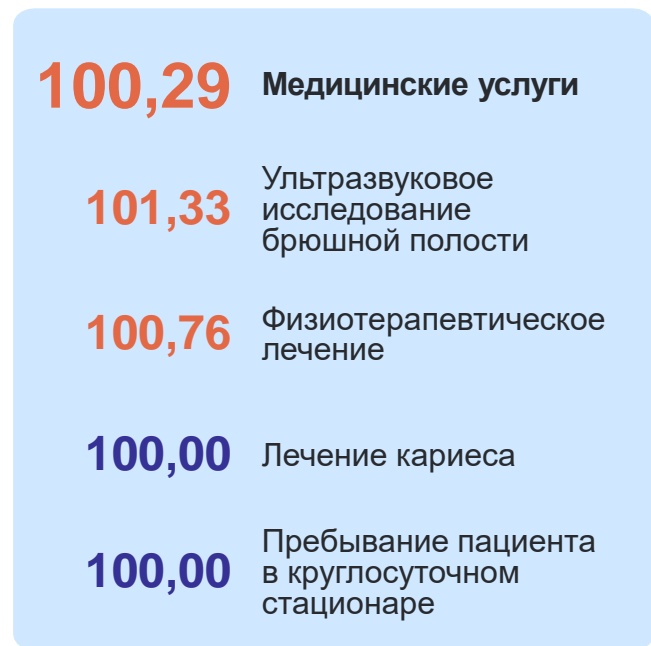 100,29 Медицинские услуги
101,33 Ультразвуковое
исследование
брюшной полости
100,76 Физиотерапевтическое
лечение
100,00 Лечение кариеса
100,00 Пребывание пациента
в круглосуточном
стационаре